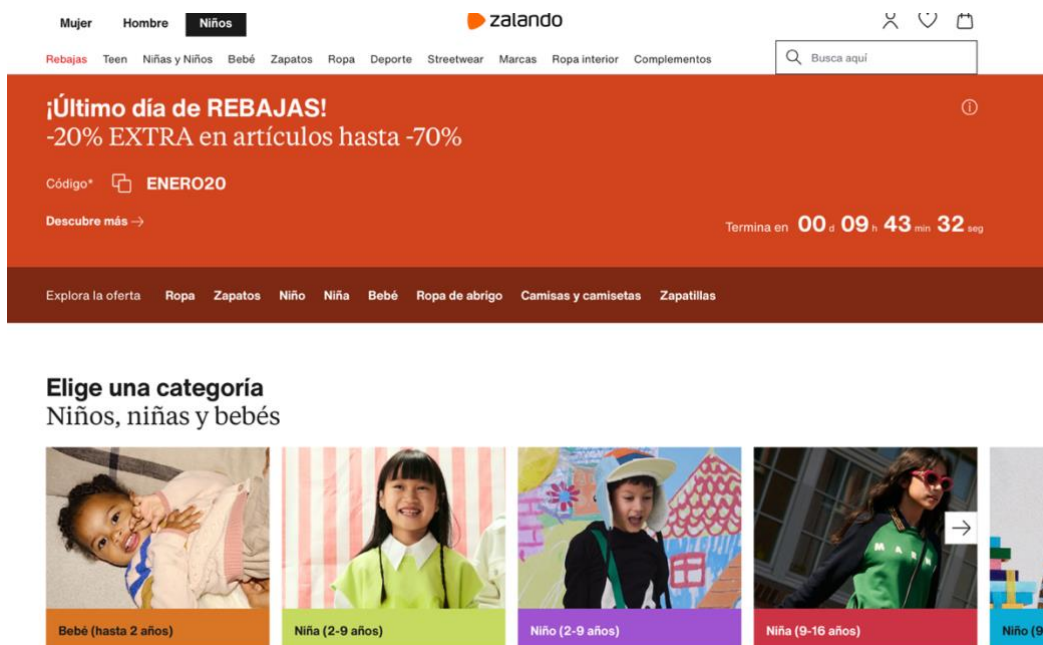 Mujer Hombre Niños zalando
Rebajas Teen Niñas y Niños Bebé Zapatos Ropa Deporte Streetwear Marcas Ropa interior Complementos Busca aquí
¡Último día de REBAJAS!
-20% EXTRA en artículos hasta -70%
Código* ENERO20
Descubre más →
Termina en 00 d 09 h 43 min 32 seg
Explora la oferta Ropa Zapatos Niño Niña Bebé Ropa de abrigo Camisas y camisetas Zapatillas
Elige una categoría
Niños, niñas y bebés
MAR
Bebé (hasta 2 años) Niña (2-9 años) Niño (2-9 años) Niña (9-16 años) Niño (9